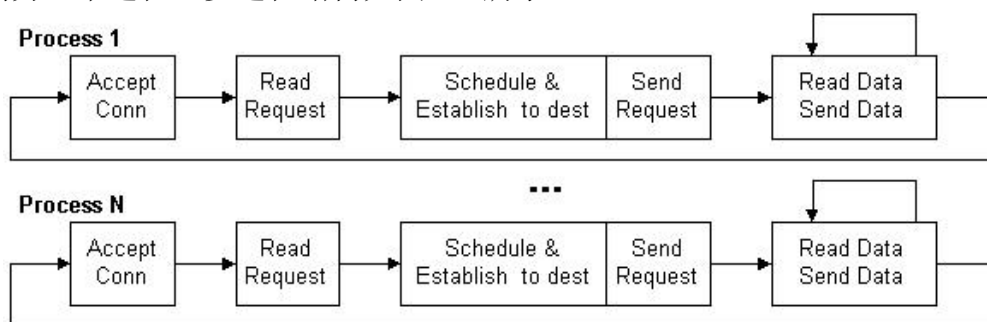 Process 1
Accept
Conn
Read
Request
Schedule &
Establish to dest
Send
Request
Read Data
Send Data
...
Process N
Accept
Conn
Read
Request
Schedule &
Establish to dest
Send
Request
Read Data
Send Data